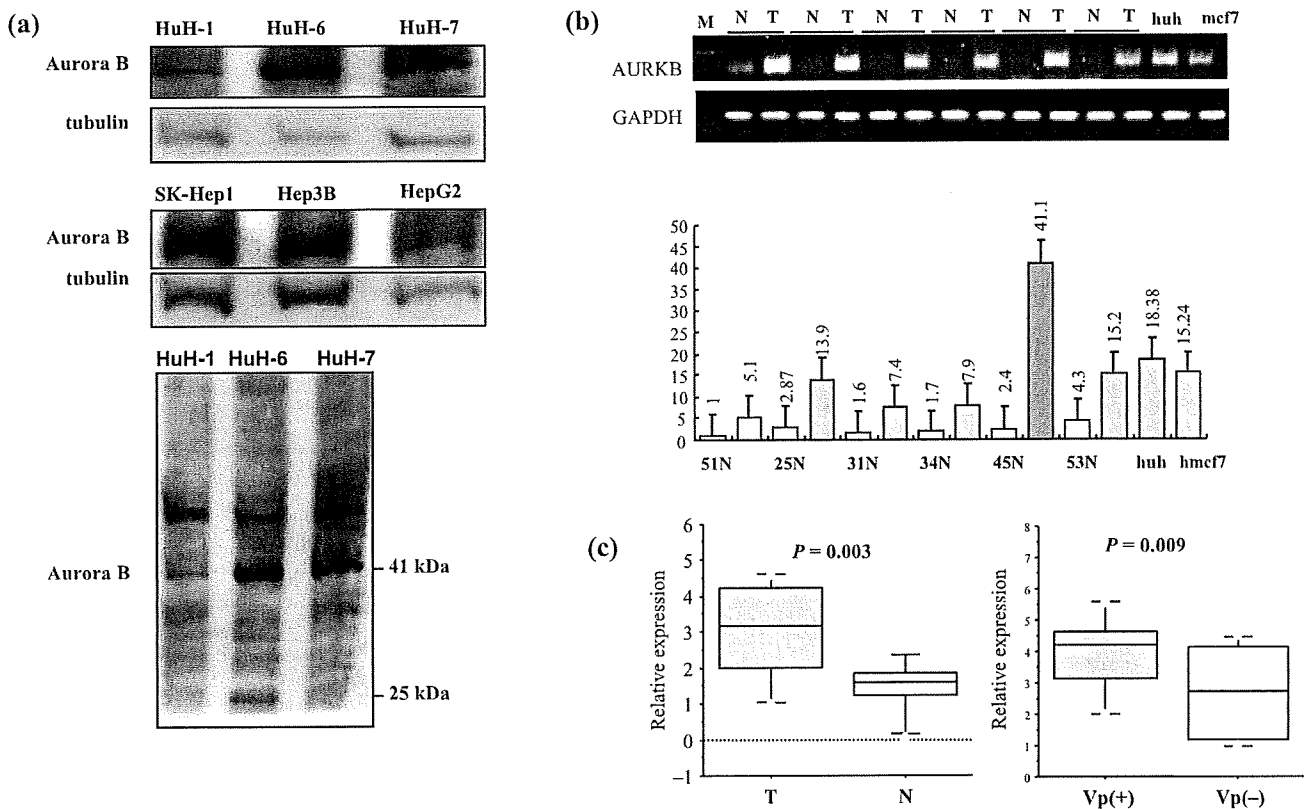 (a)
HuH-1 HuH-6 HuH-7
Aurora B
tubulin
SK-Hep1 Hep3B HepG2
Aurora B
tubulin
HuH-1 HuH-6 HuH-7
Aurora B
41 kDa
25 kDa
(b)
M N T N T N T N T N T N T huh mcf7
AURKB
GAPDH
50
45
40
35
30
25
20
15
10
5
0
1 5.1 2.87 13.9 1.6 7.4 1.7 7.9 2.4 41.1 4.3 15.2 18.38 15.24
51N 25N 31N 34N 45N 53N huh hmcf7
(c)
Relative expression
6
5
4
3
2
1
0
–1
P = 0.003
T N
Relative expression
8
7
6
5
4
3
2
1
0
P = 0.009
Vp(+) Vp(–)